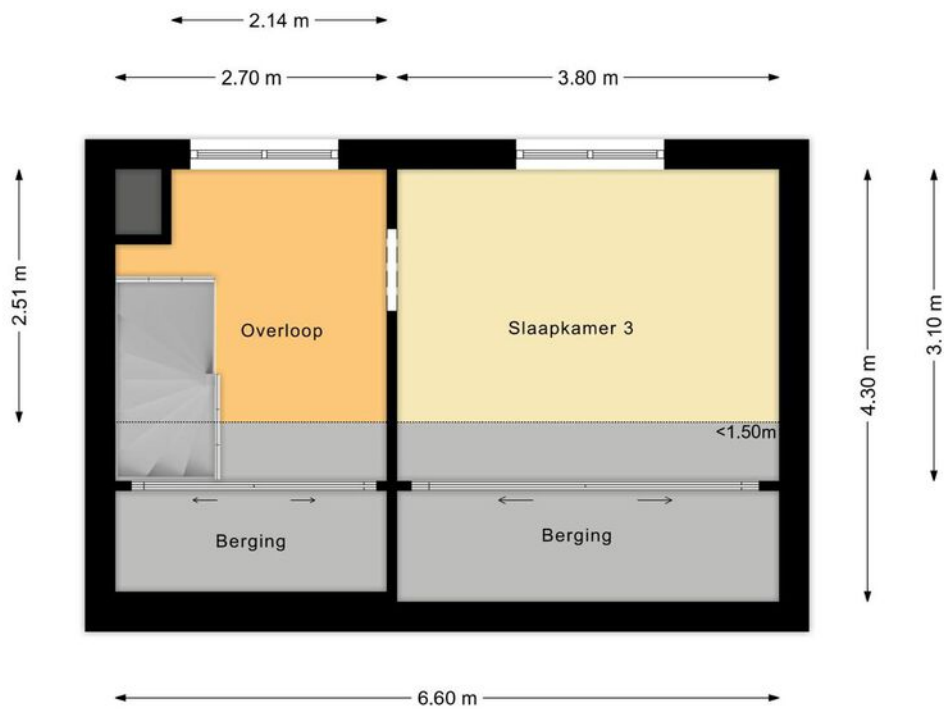 2.14 m
2.70 m
3.80 m
2.51 m
Overloop
Slaapkamer 3
3.10 m
4.30 m
<1.50m
Berging
Berging
6.60 m